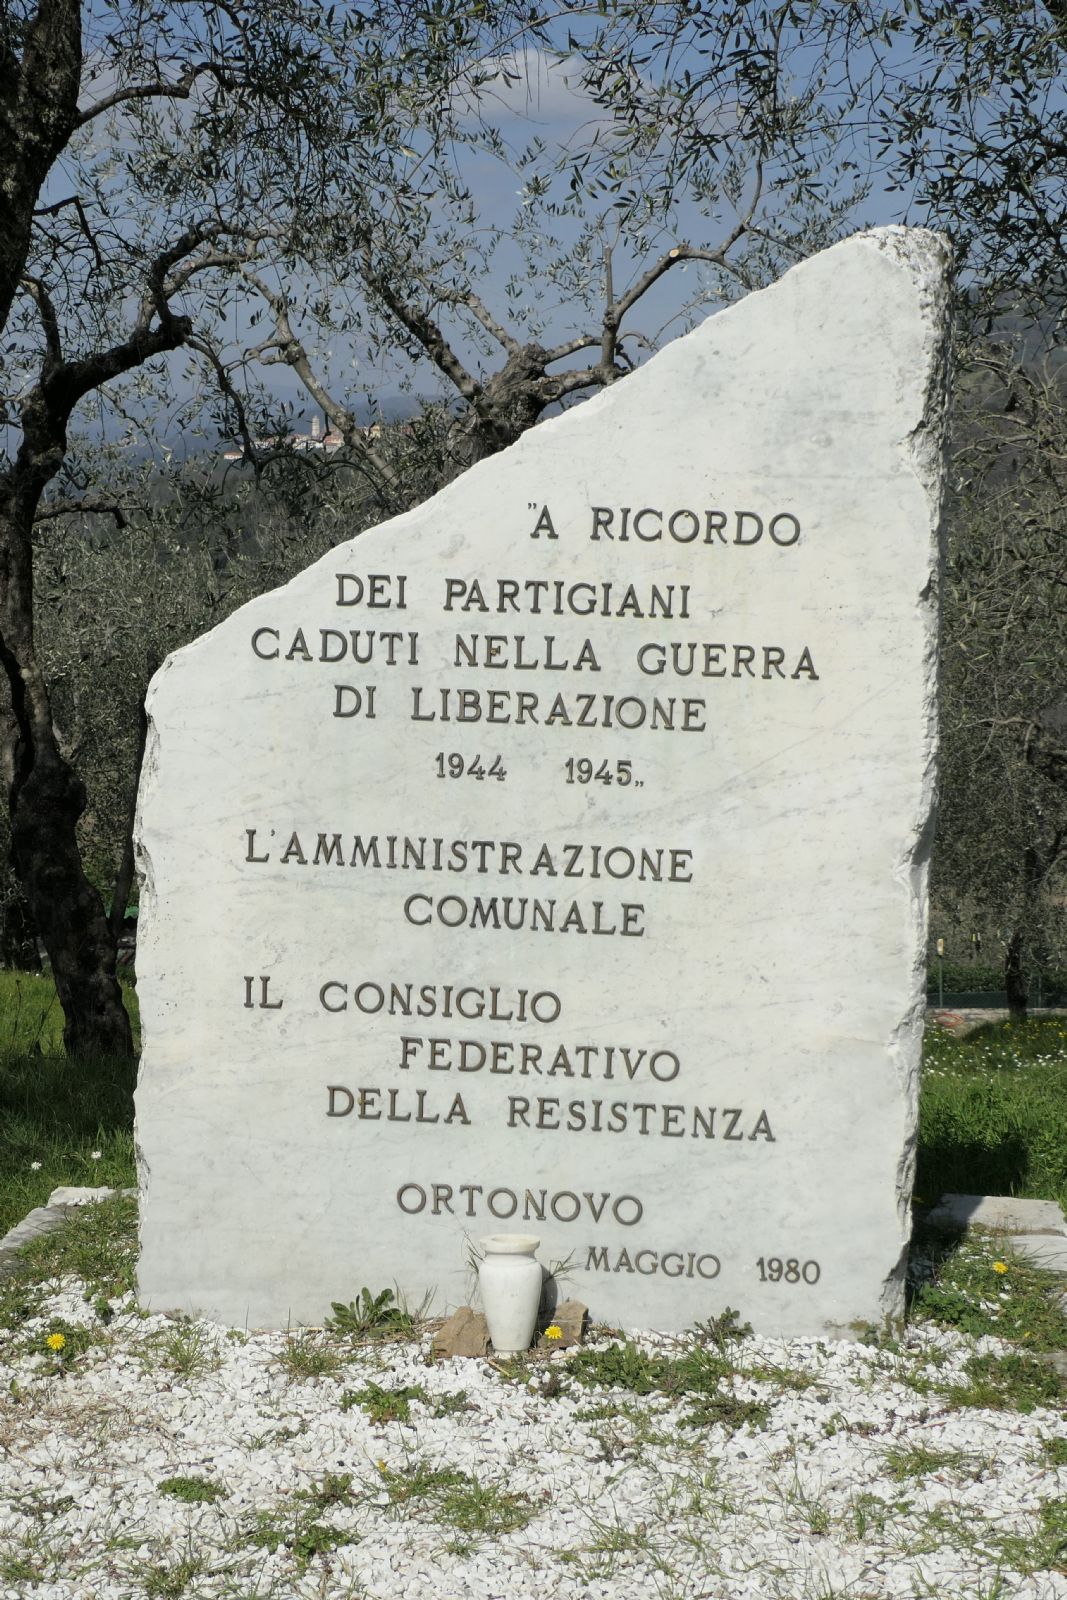 "A RICORDO
DEI PARTIGIANI
CADUTI NELLA GUERRA
DI LIBERAZIONE
1944 1945„
L'AMMINISTRAZIONE
COMUNALE
IL CONSIGLIO
FEDERATIVO
DELLA RESISTENZA
ORTONOVO
MAGGIO 1980